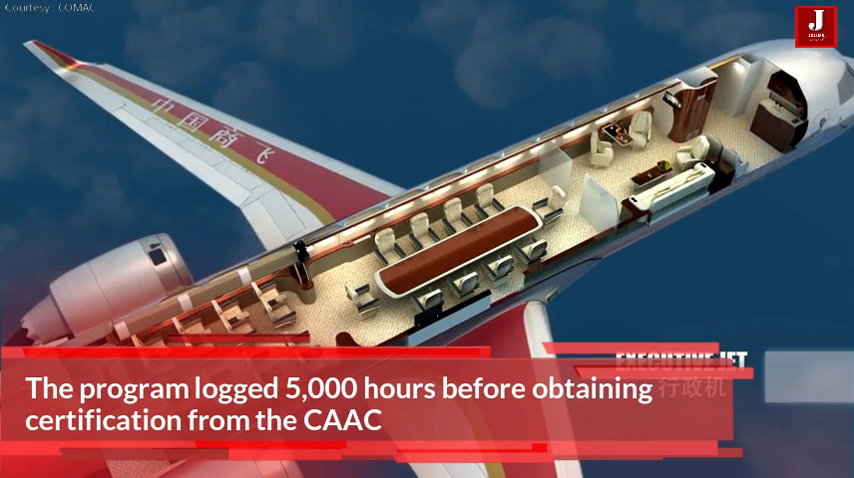 Courtesy : COMAC
J
中国商飞
EXECUTIVE JET
行政机
The program logged 5,000 hours before obtaining
certification from the CAAC